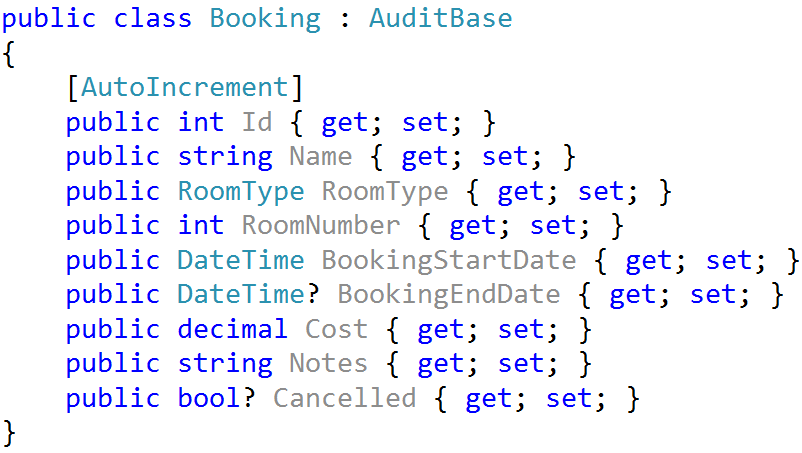 public class Booking : AuditBase
{
    [AutoIncrement]
    public int Id { get; set; }
    public string Name { get; set; }
    public RoomType RoomType { get; set; }
    public int RoomNumber { get; set; }
    public DateTime BookingStartDate { get; set; }
    public DateTime? BookingEndDate { get; set; }
    public decimal Cost { get; set; }
    public string Notes { get; set; }
    public bool? Cancelled { get; set; }
}